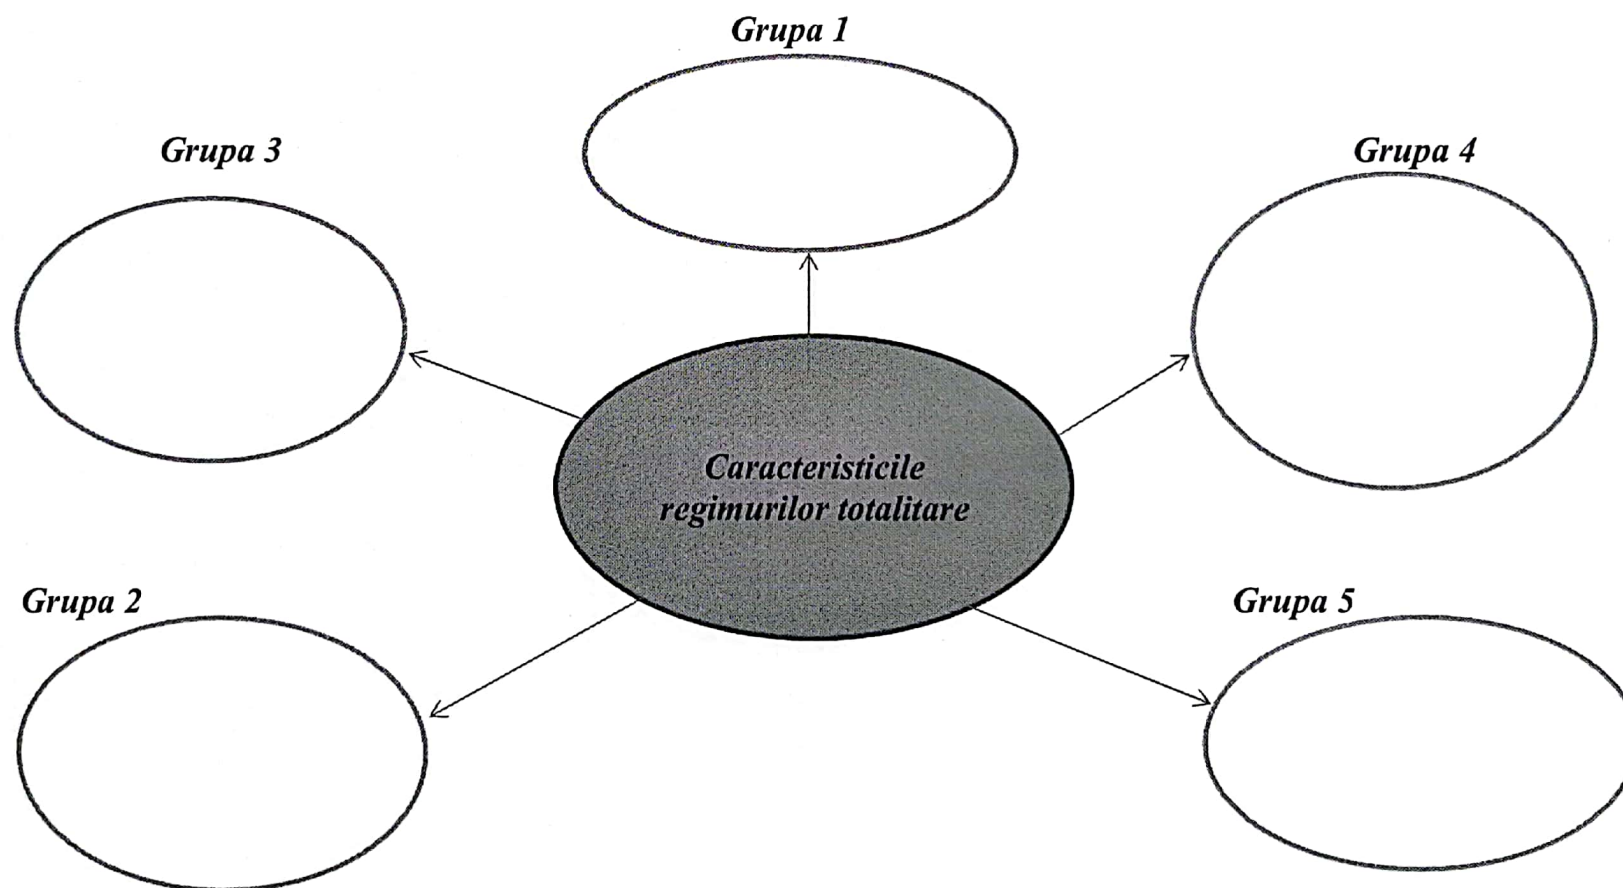 Grupa 1
Grupa 3
Grupa 4
Caracteristicile
regimurilor totalitare
Grupa 2
Grupa 5